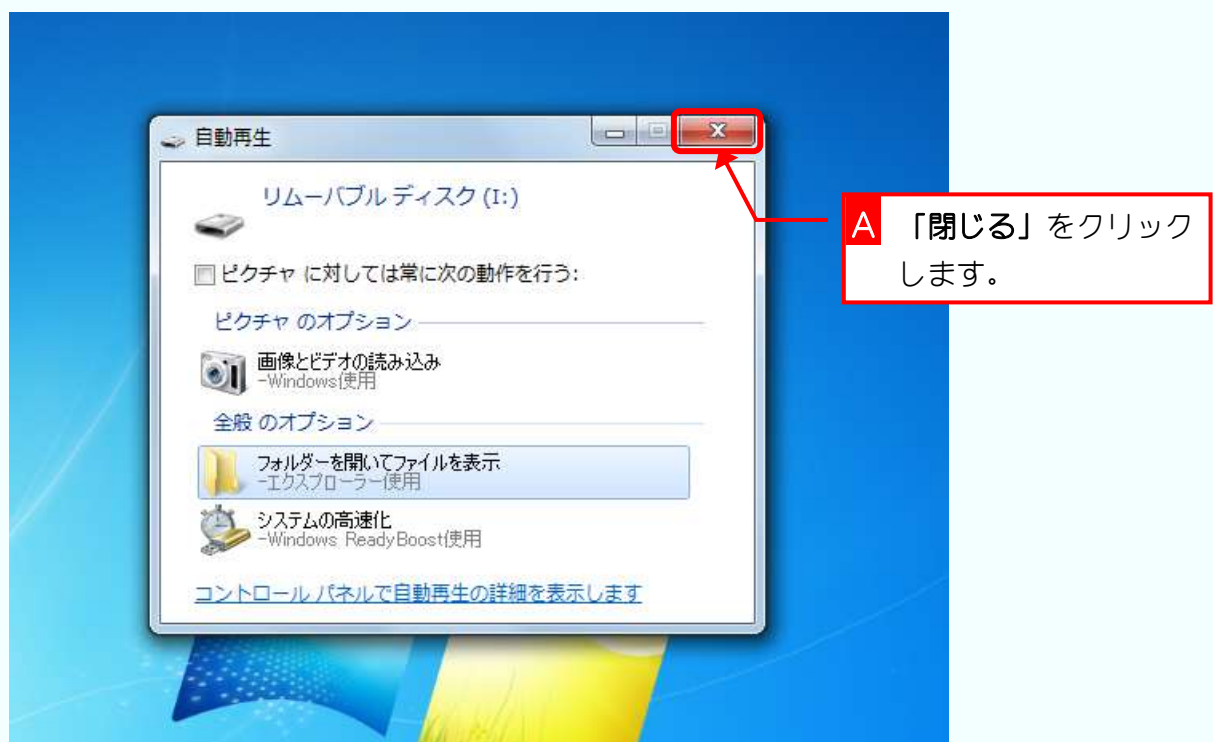 自動再生
リムーバブル ディスク (I:)
ピクチャ に対しては常に次の動作を行う:
ピクチャ のオプション
画像とビデオの読み込み
-Windows使用
全般 のオプション
フォルダーを開いてファイルを表示
-エクスプローラー使用
システムの高速化
-Windows ReadyBoost使用
コントロール パネルで自動再生の詳細を表示します
A 「閉じる」をクリック
します。